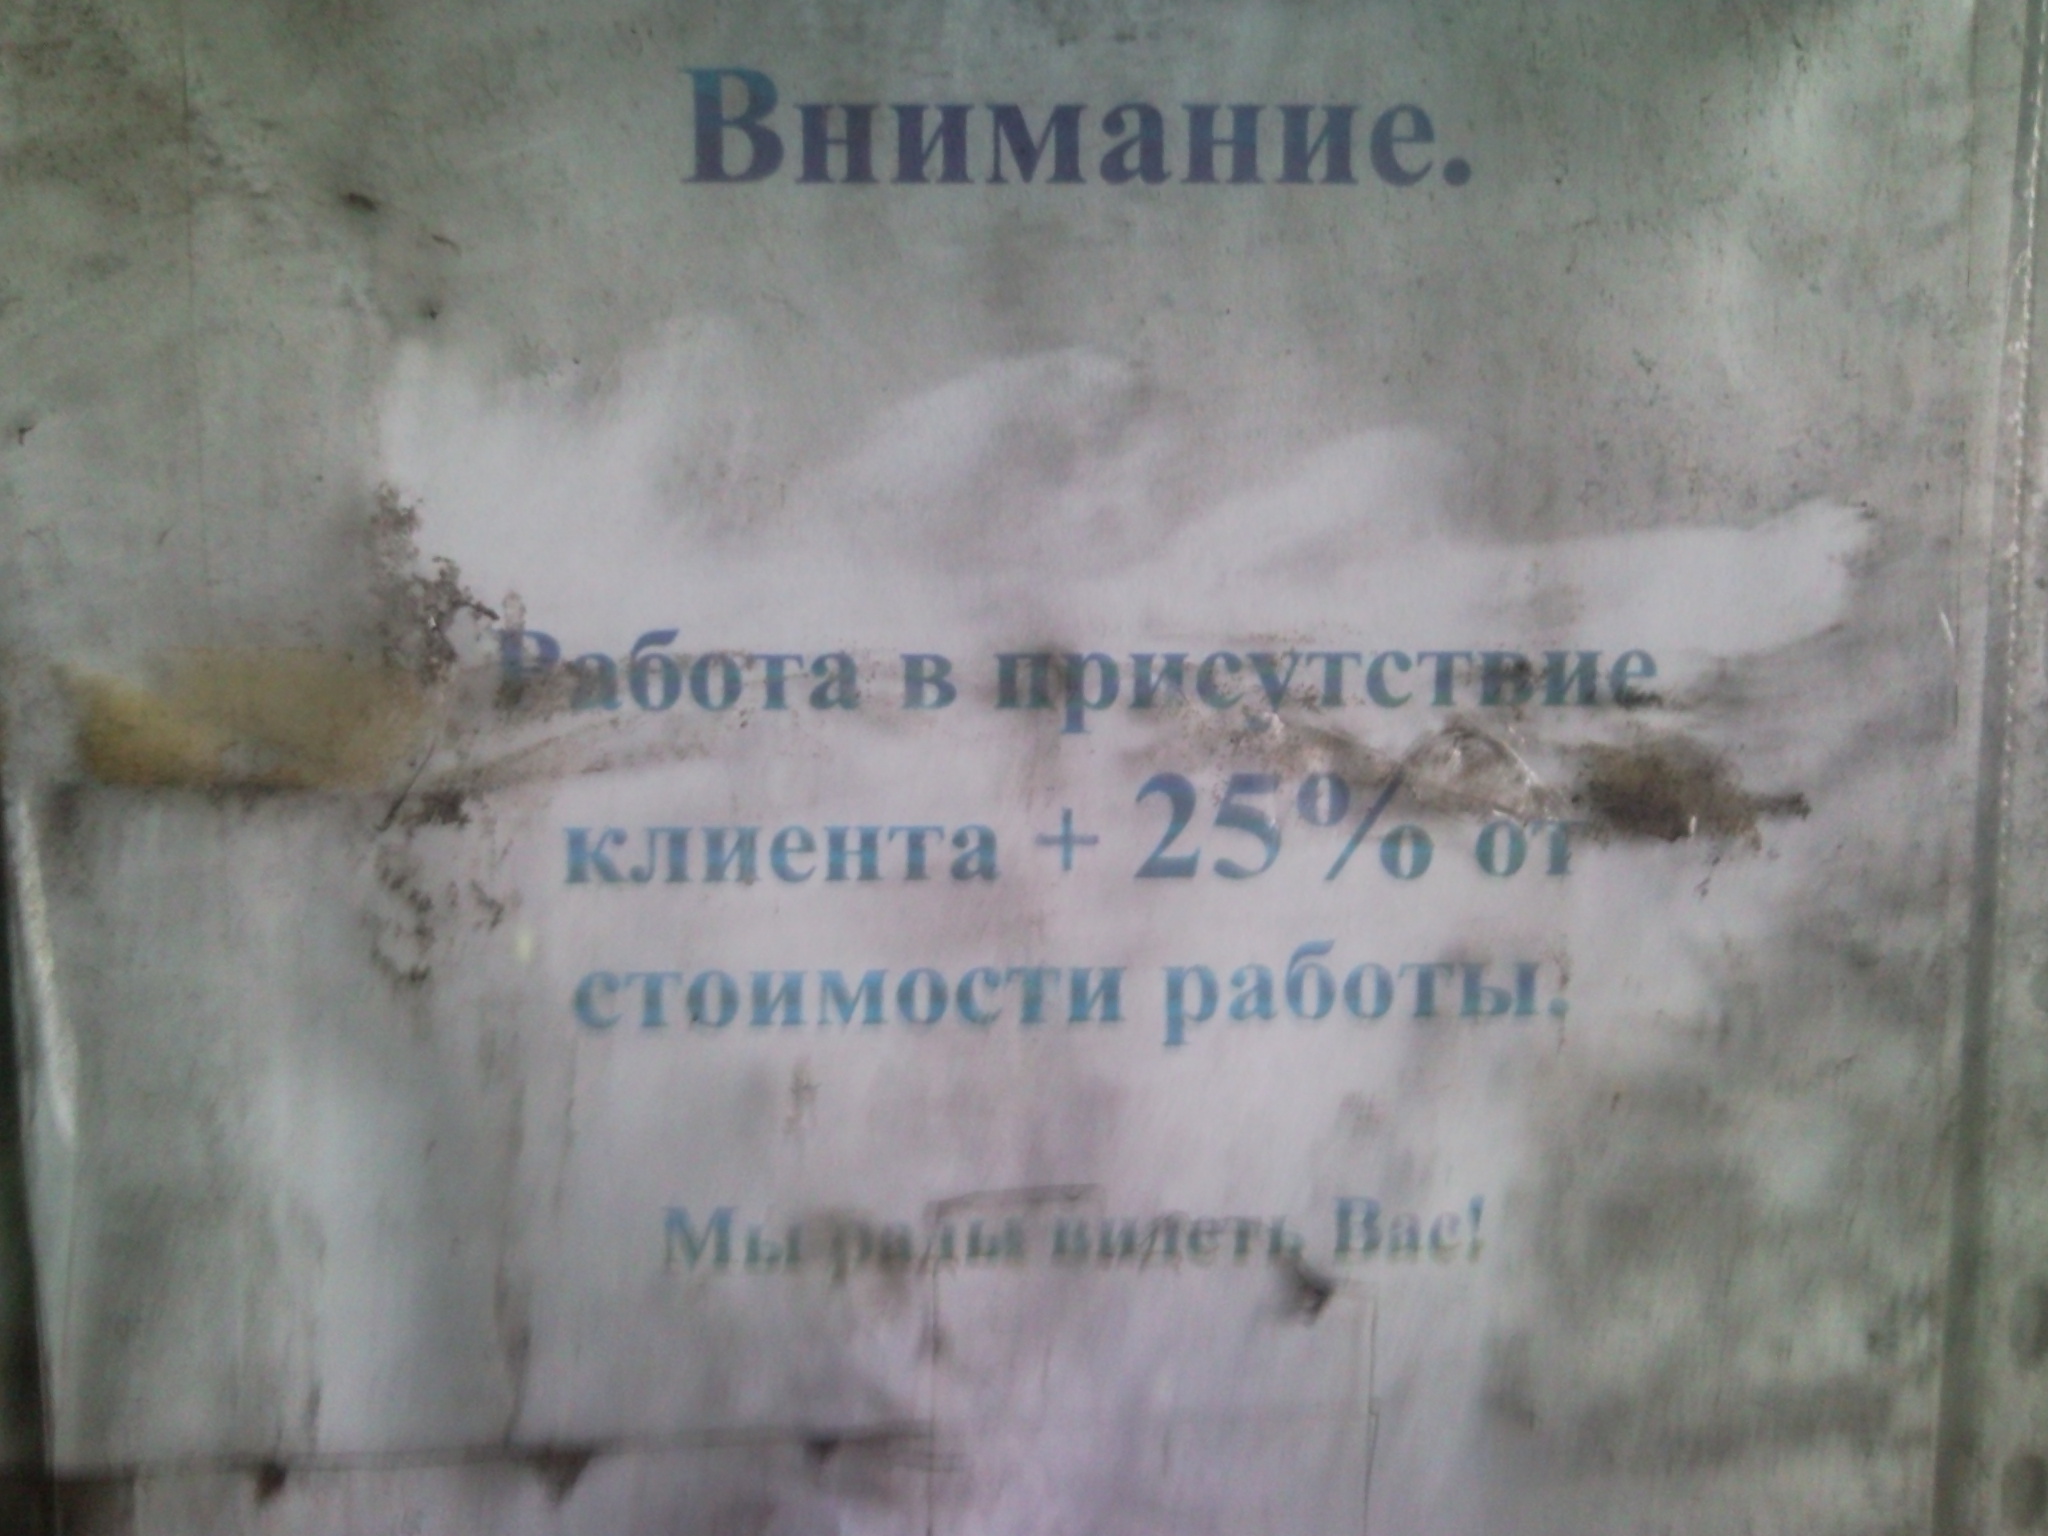 Внимание.
Работа в присутствие
клиента + 25% от
стоимости работы.
Мы рады видеть Вас!